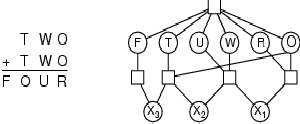 T W O
+ T W O
F O U R
F T U W R O
X3 X2 X1